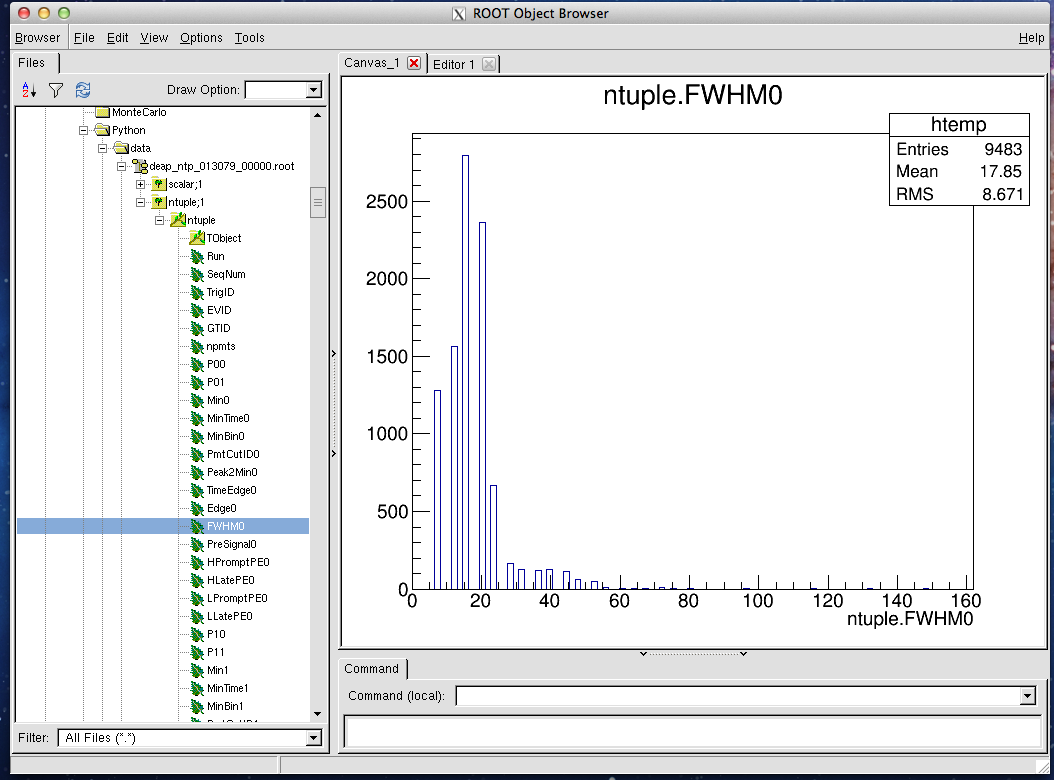 ROOT Object Browser
Browser File Edit View Options Tools Help
Files
Draw Option:
MonteCarlo
Python
data
deap_ntp_013079_00000.root
scalar;1
ntuple;1
ntuple
TObject
Run
SeqNum
TrigID
EVID
GTID
npmts
P00
P01
Min0
MinTime0
MinBin0
PmtCutID0
Peak2Min0
TimeEdge0
Edge0
FWHM0
PreSignal0
HPromptPE0
HLatePE0
LPromptPE0
LLatePE0
P10
P11
Min1
MinTime1
MinBin1
Filter: All Files (*.*)
Canvas_1 Editor 1
ntuple.FWHM0
htemp
Entries 9483
Mean 17.85
RMS 8.671
2500
2000
1500
1000
500
0
0 20 40 60 80 100 120 140 160
ntuple.FWHM0
Command
Command (local):